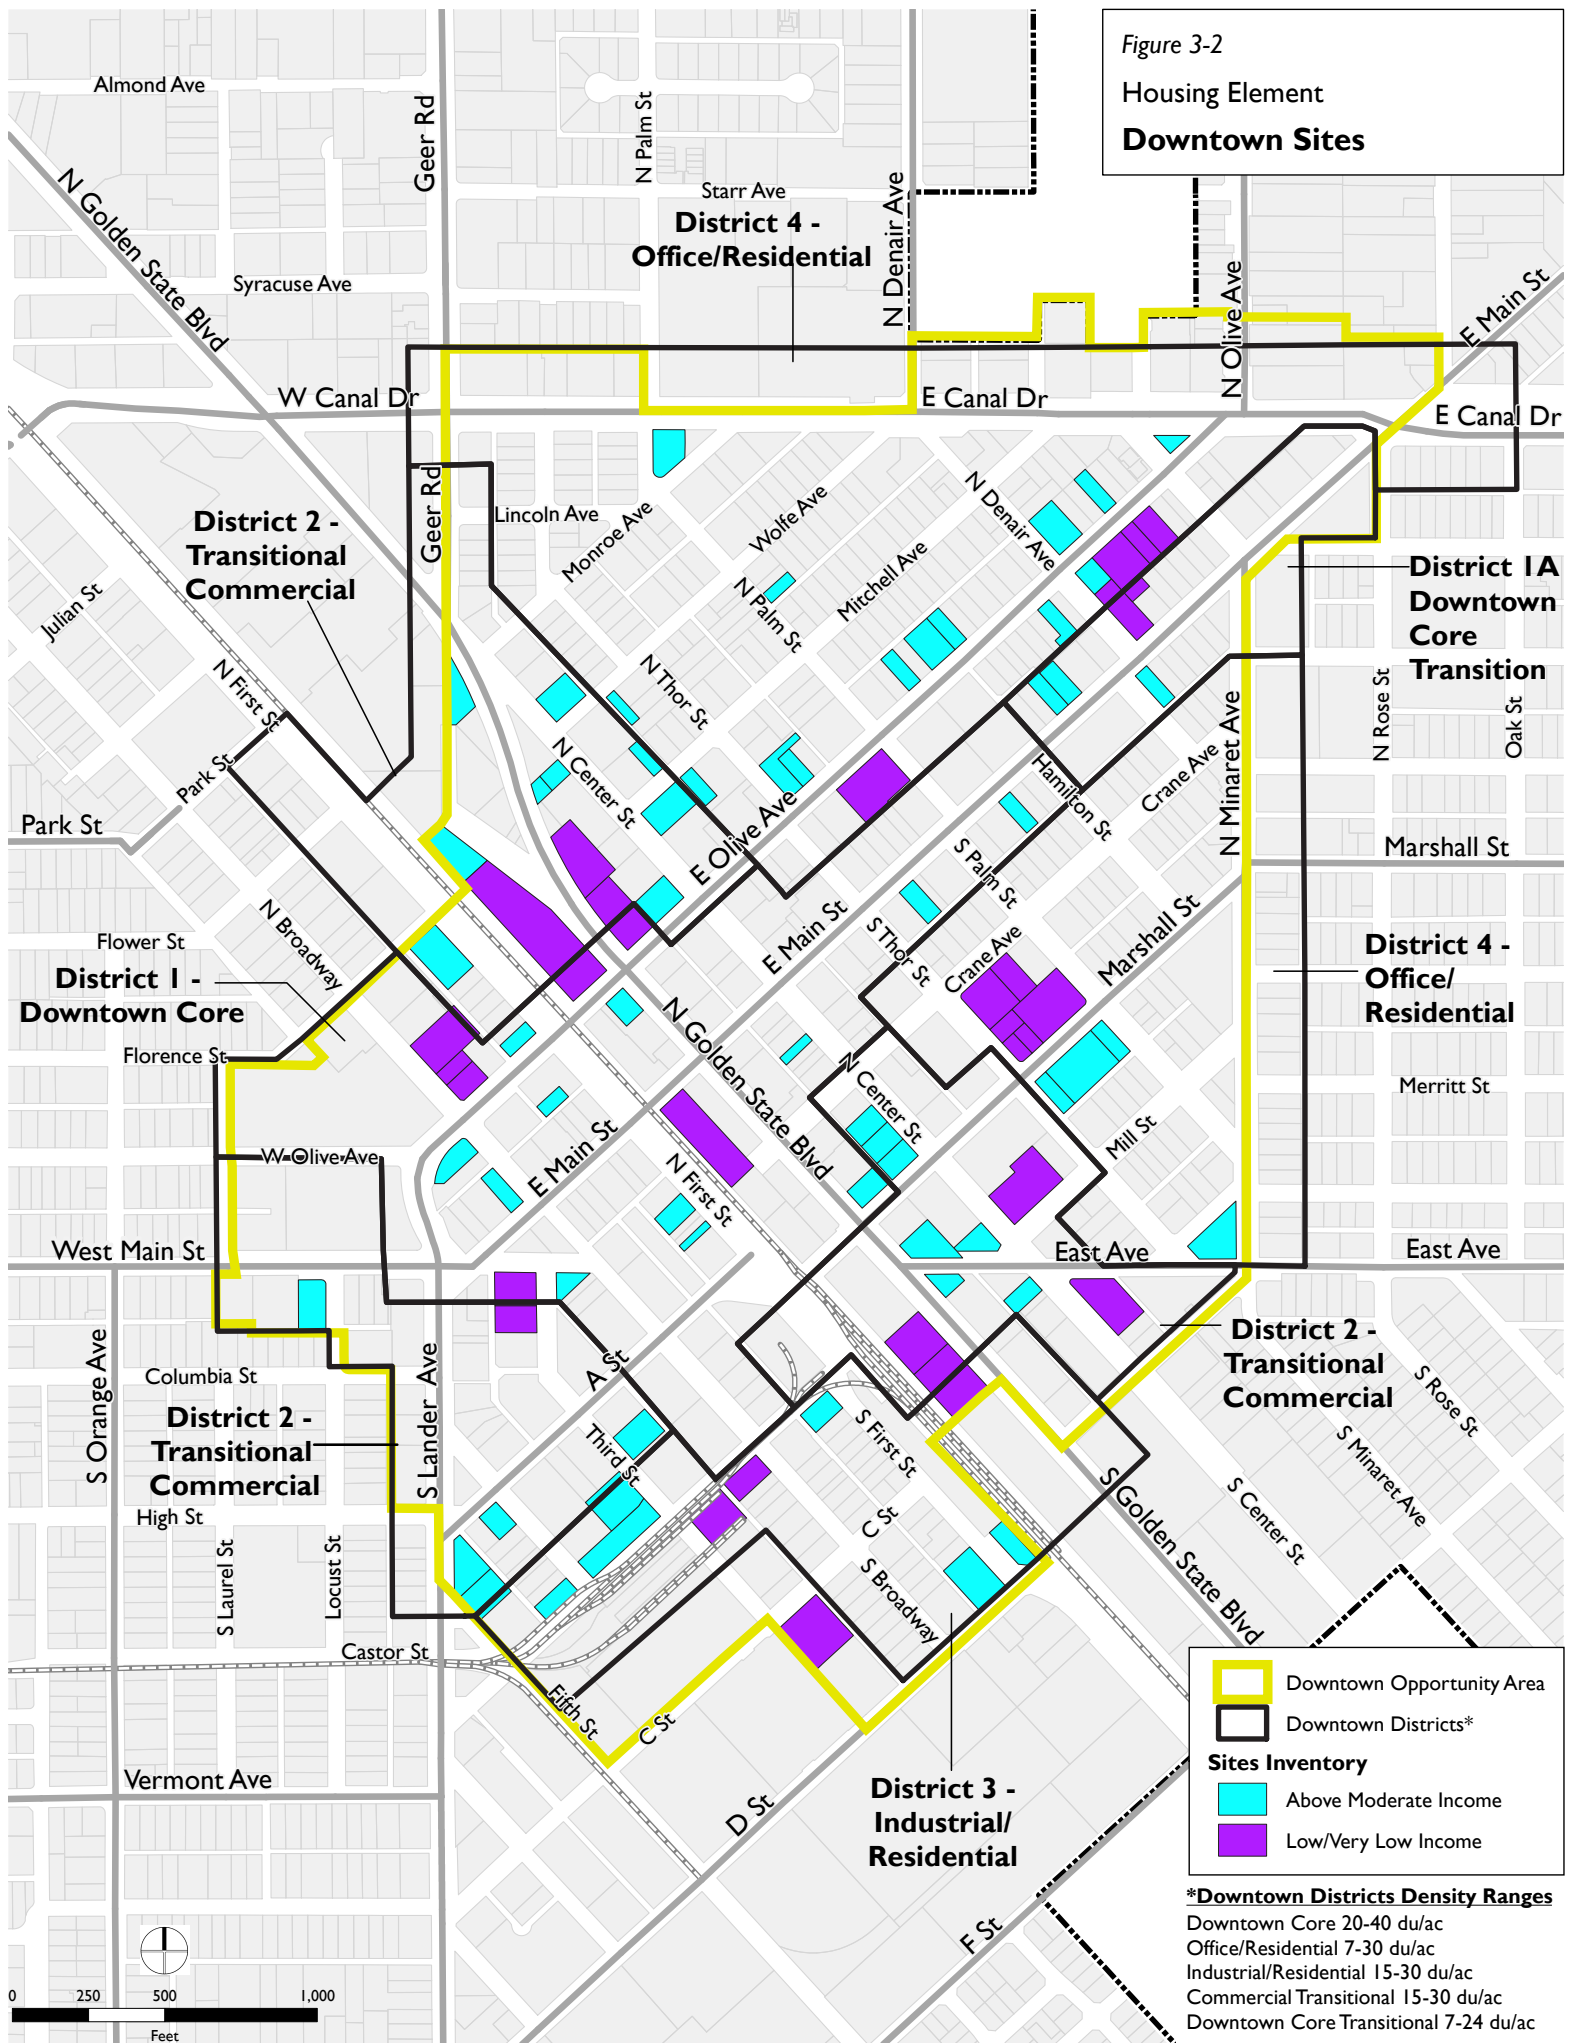 Figure 3-2
Housing Element
Downtown Sites
Almond Ave
Geer Rd
N Palm St
N Golden State Blvd
Starr Ave
N Denair Ave
District 4 -
Office/Residential
Syracuse Ave
N Olive Ave
E Main St
W Canal Dr
E Canal Dr
E Canal Dr
Geer Rd
Lincoln Ave
Monroe Ave
Wolfe Ave
N Denair Ave
District 2 -
Transitional
Commercial
Mitchell Ave
N Palm St
Julian St
District 1A
Downtown
Core
Transition
N First St
N Thor St
N Rose St
Oak St
N Minaret Ave
Park St
N Center St
Hamilton St
Crane Ave
Park St
E Olive Ave
Marshall St
S Palm St
N Broadway
Flower St
E Main St
S Thor St
Crane Ave
Marshall St
District 4 -
Office/
Residential
District 1 -
Downtown Core
N Golden State Blvd
Florence St
N Center St
Merritt St
W Olive Ave
E Main St
N First St
Mill St
West Main St
East Ave
East Ave
S Orange Ave
S Lander Ave
A St
District 2 -
Transitional
Commercial
Columbia St
District 2 -
Transitional
Commercial
Third St
S First St
S Rose St
S Minaret Ave
High St
S Golden State Blvd
S Center St
C St
S Laurel St
Locust St
S Broadway
Castor St
Fifth St
C St
Vermont Ave
D St
District 3 -
Industrial/
Residential
F St
Downtown Opportunity Area
Downtown Districts*
Sites Inventory
Above Moderate Income
Low/Very Low Income
*Downtown Districts Density Ranges
Downtown Core 20-40 du/ac
Office/Residential 7-30 du/ac
Industrial/Residential 15-30 du/ac
Commercial Transitional 15-30 du/ac
Downtown Core Transitional 7-24 du/ac
0 250 500 1,000
Feet